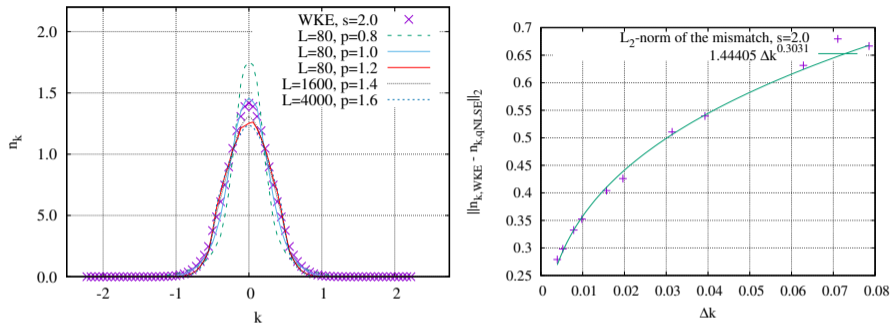 2.0
1.5
1.0
5.0
0.0
n_k
-2
-1
0
1
2
k
WKE, s=2.0
L=80, p=0.8
L=80, p=1.0
L=80, p=1.2
L=1600, p=1.4
L=4000, p=1.6
0.7
0.65
0.6
0.55
0.5
0.45
0.4
0.35
0.3
0.25
||n_{k,WKE} - n_{k,qNLSE}||_2
0
0.01
0.02
0.03
0.04
0.05
0.06
0.07
0.08
Δk
L_2-norm of the mismatch, s=2.0
1.44405 Δk^{0.3031}